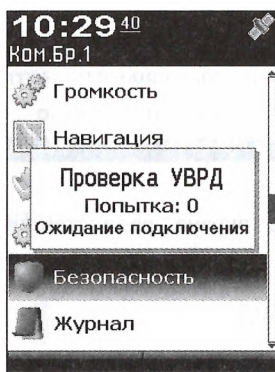 10:29 40
Ком.Бр.1
Громкость
Навигация
Проверка УВРД
Попытка: 0
Ожидание подключения
Безопасность
Журнал